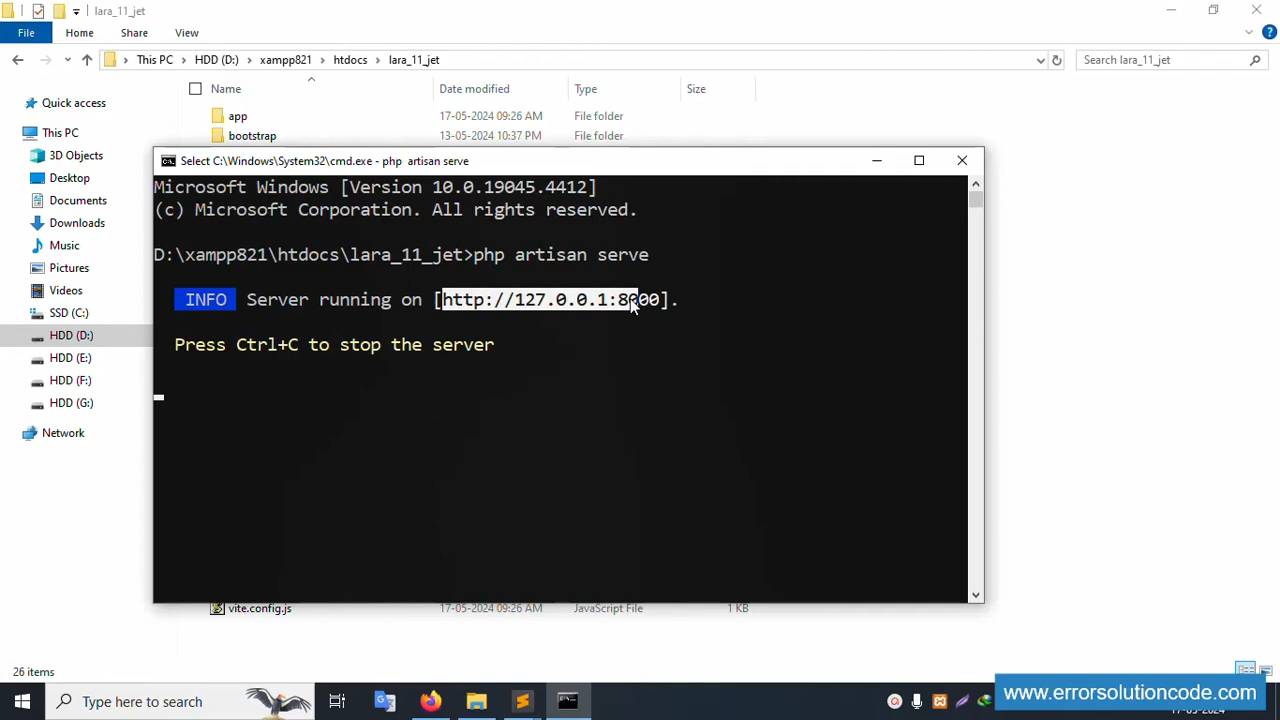 lara_11_jet
File Home Share View
This PC HDD (D:) xampp821 htdocs lara_11_jet
Search lara_11_jet
Name Date modified Type Size
Quick access
This PC
3D Objects
Desktop
Documents
Downloads
Music
Pictures
Videos
SSD (C:)
HDD (D:)
HDD (E:)
HDD (F:)
HDD (G:)
Network
app 17-05-2024 09:26 AM File folder
bootstrap 13-05-2024 10:37 PM File folder
Select C:\Windows\System32\cmd.exe - php artisan serve
Microsoft Windows [Version 10.0.19045.4412]
(c) Microsoft Corporation. All rights reserved.
D:\xampp821\htdocs\lara_11_jet>php artisan serve
INFO Server running on [http://127.0.0.1:8000].
Press Ctrl+C to stop the server
vite.config.js 17-05-2024 09:26 AM JavaScript File 1 KB
26 items
Type here to search
www.errorsolutioncode.com